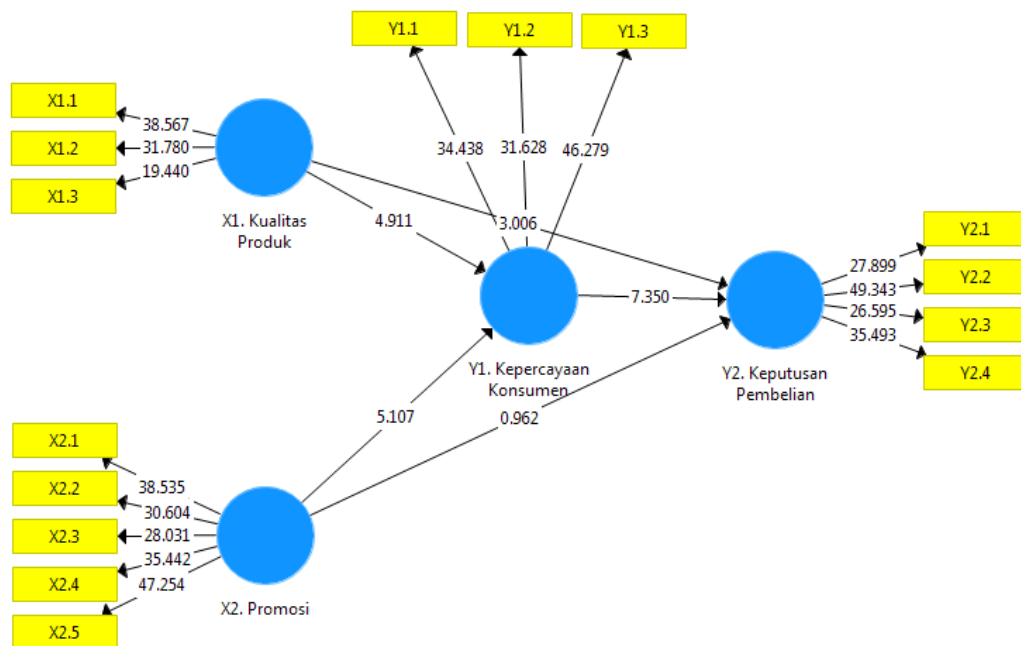 Y1.1
Y1.2
Y1.3
X1.1
X1.2
X1.3
38.567
31.780
19.440
34.438
31.628
46.279
X1. Kualitas
Produk
4.911
3.006
Y1. Kepercayaan
Konsumen
7.350
Y2. Keputusan
Pembelian
27.899
49.343
26.595
35.493
Y2.1
Y2.2
Y2.3
Y2.4
5.107
0.962
X2.1
X2.2
X2.3
X2.4
X2.5
38.535
30.604
28.031
35.442
47.254
X2. Promosi